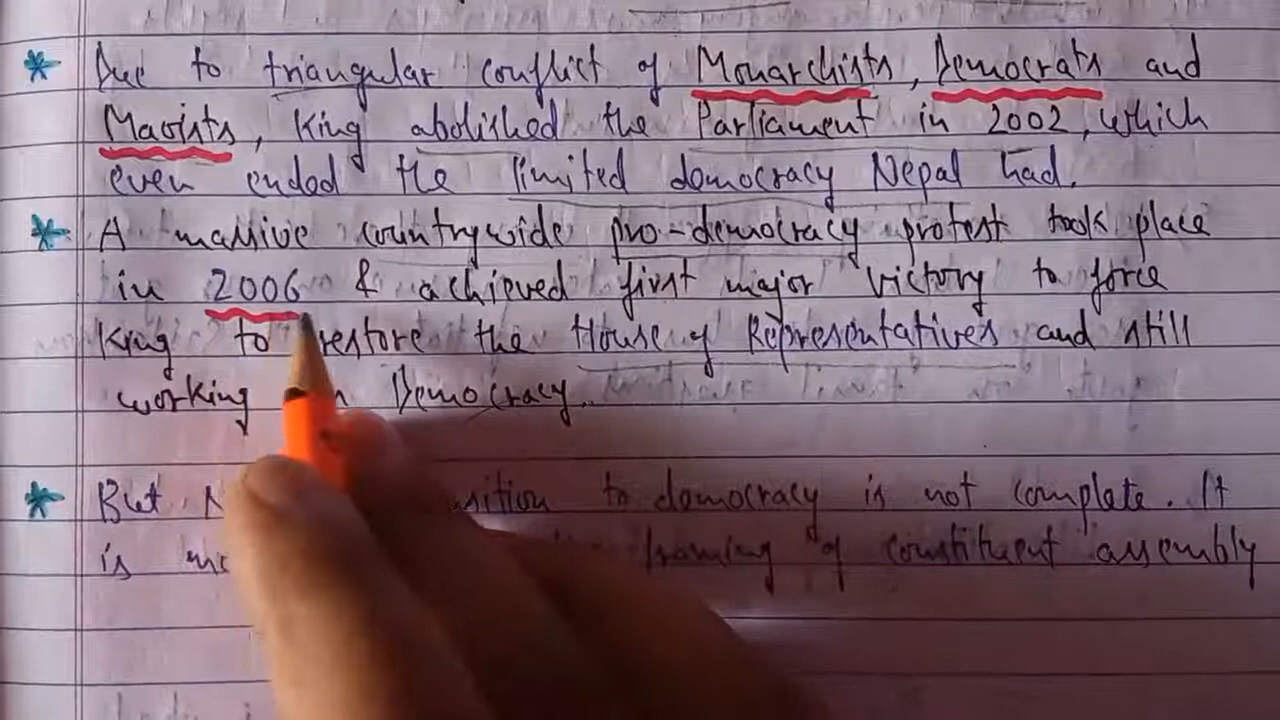 * Due to triangular conflict of Monarchists, Democrats and
Maoists, King abolished the Parliament in 2002, which
even ended the limited democracy Nepal had.
* A massive countrywide pro-democracy protest took place
in 2006 & achieved first major victory to force
King to restore the House of Representatives and still
working Democracy.
* But to democracy is not complete. It
is framing of constituent assembly